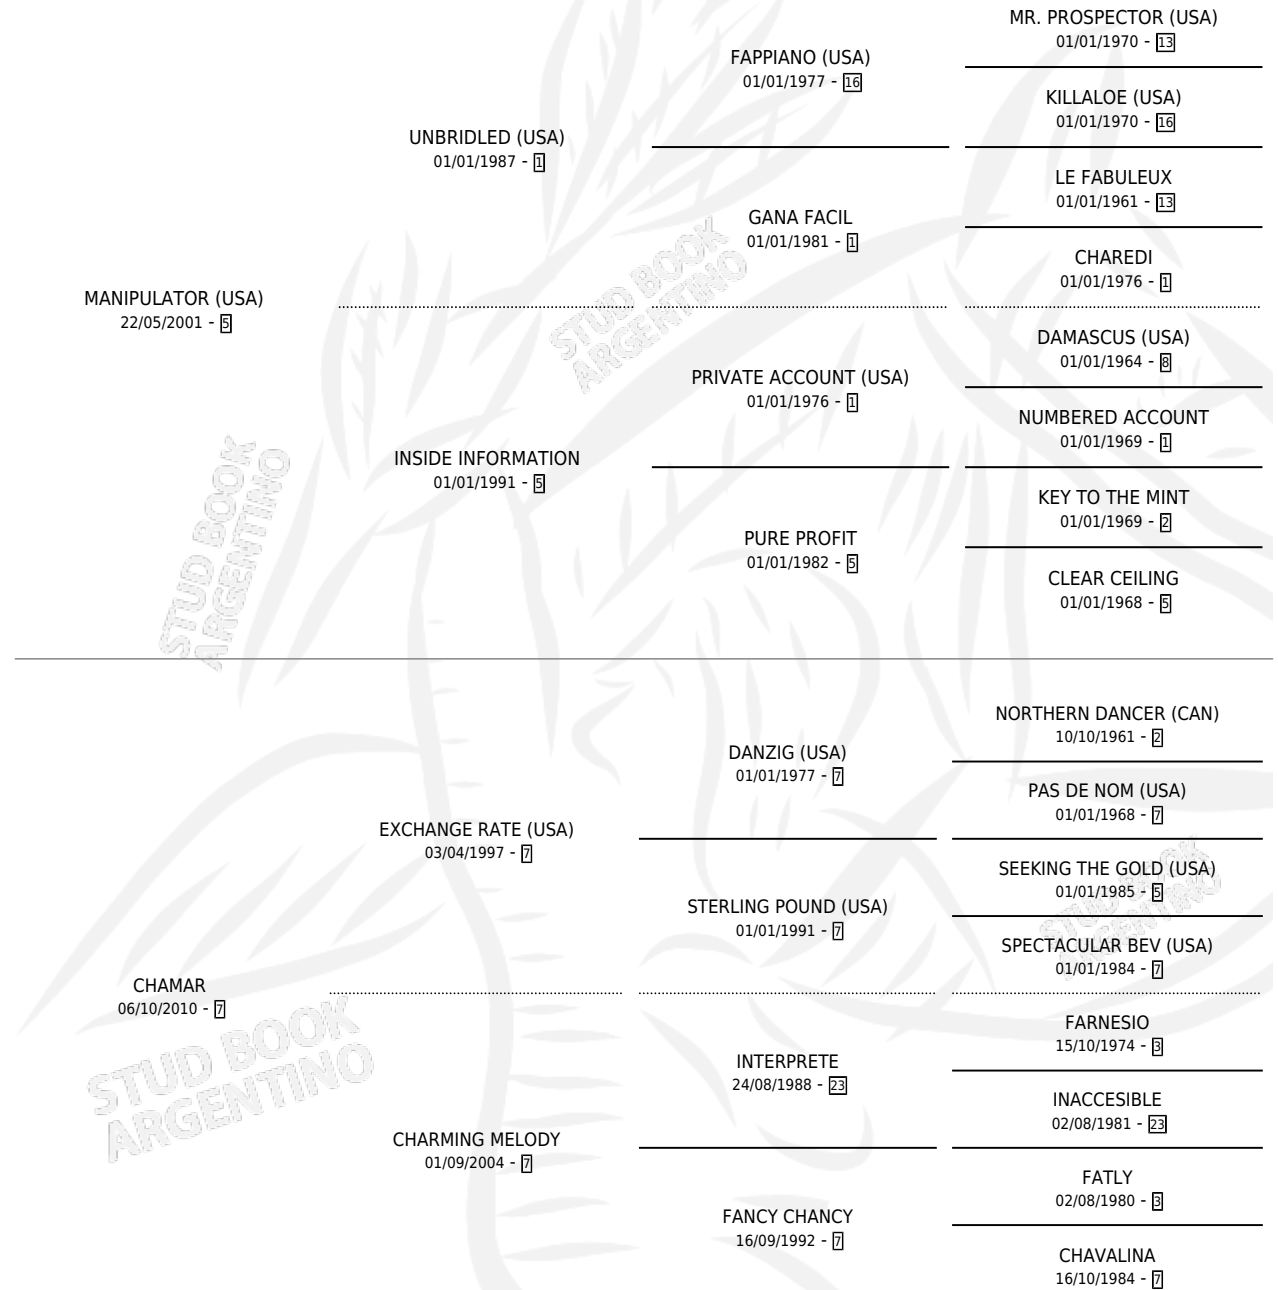 MR. PROSPECTOR (USA)
01/01/1970 - 13
FAPPIANO (USA)
01/01/1977 - 16
KILLALOE (USA)
01/01/1970 - 16
UNBRIDLED (USA)
01/01/1987 - 1
LE FABULEUX
01/01/1961 - 13
GANA FACIL
01/01/1981 - 1
CHAREDI
01/01/1976 - 1
MANIPULATOR (USA)
22/05/2001 - 5
DAMASCUS (USA)
01/01/1964 - 8
PRIVATE ACCOUNT (USA)
01/01/1976 - 1
NUMBERED ACCOUNT
01/01/1969 - 1
INSIDE INFORMATION
01/01/1991 - 5
KEY TO THE MINT
01/01/1969 - 2
PURE PROFIT
01/01/1982 - 5
CLEAR CEILING
01/01/1968 - 5
NORTHERN DANCER (CAN)
10/10/1961 - 2
DANZIG (USA)
01/01/1977 - 7
PAS DE NOM (USA)
01/01/1968 - 7
EXCHANGE RATE (USA)
03/04/1997 - 7
SEEKING THE GOLD (USA)
01/01/1985 - 5
STERLING POUND (USA)
01/01/1991 - 7
SPECTACULAR BEV (USA)
01/01/1984 - 7
CHAMAR
06/10/2010 - 7
FARNESIO
15/10/1974 - 3
INTERPRETE
24/08/1988 - 23
INACCESIBLE
02/08/1981 - 23
CHARMING MELODY
01/09/2004 - 7
FATLY
02/08/1980 - 3
FANCY CHANCY
16/09/1992 - 7
CHAVALINA
16/10/1984 - 7
STUD BOOK
ARGENTINO
STUD BOOK
ARGENTINO
STUD BOOK
ARGENTINO
STUD BOOK
ARGENTINO